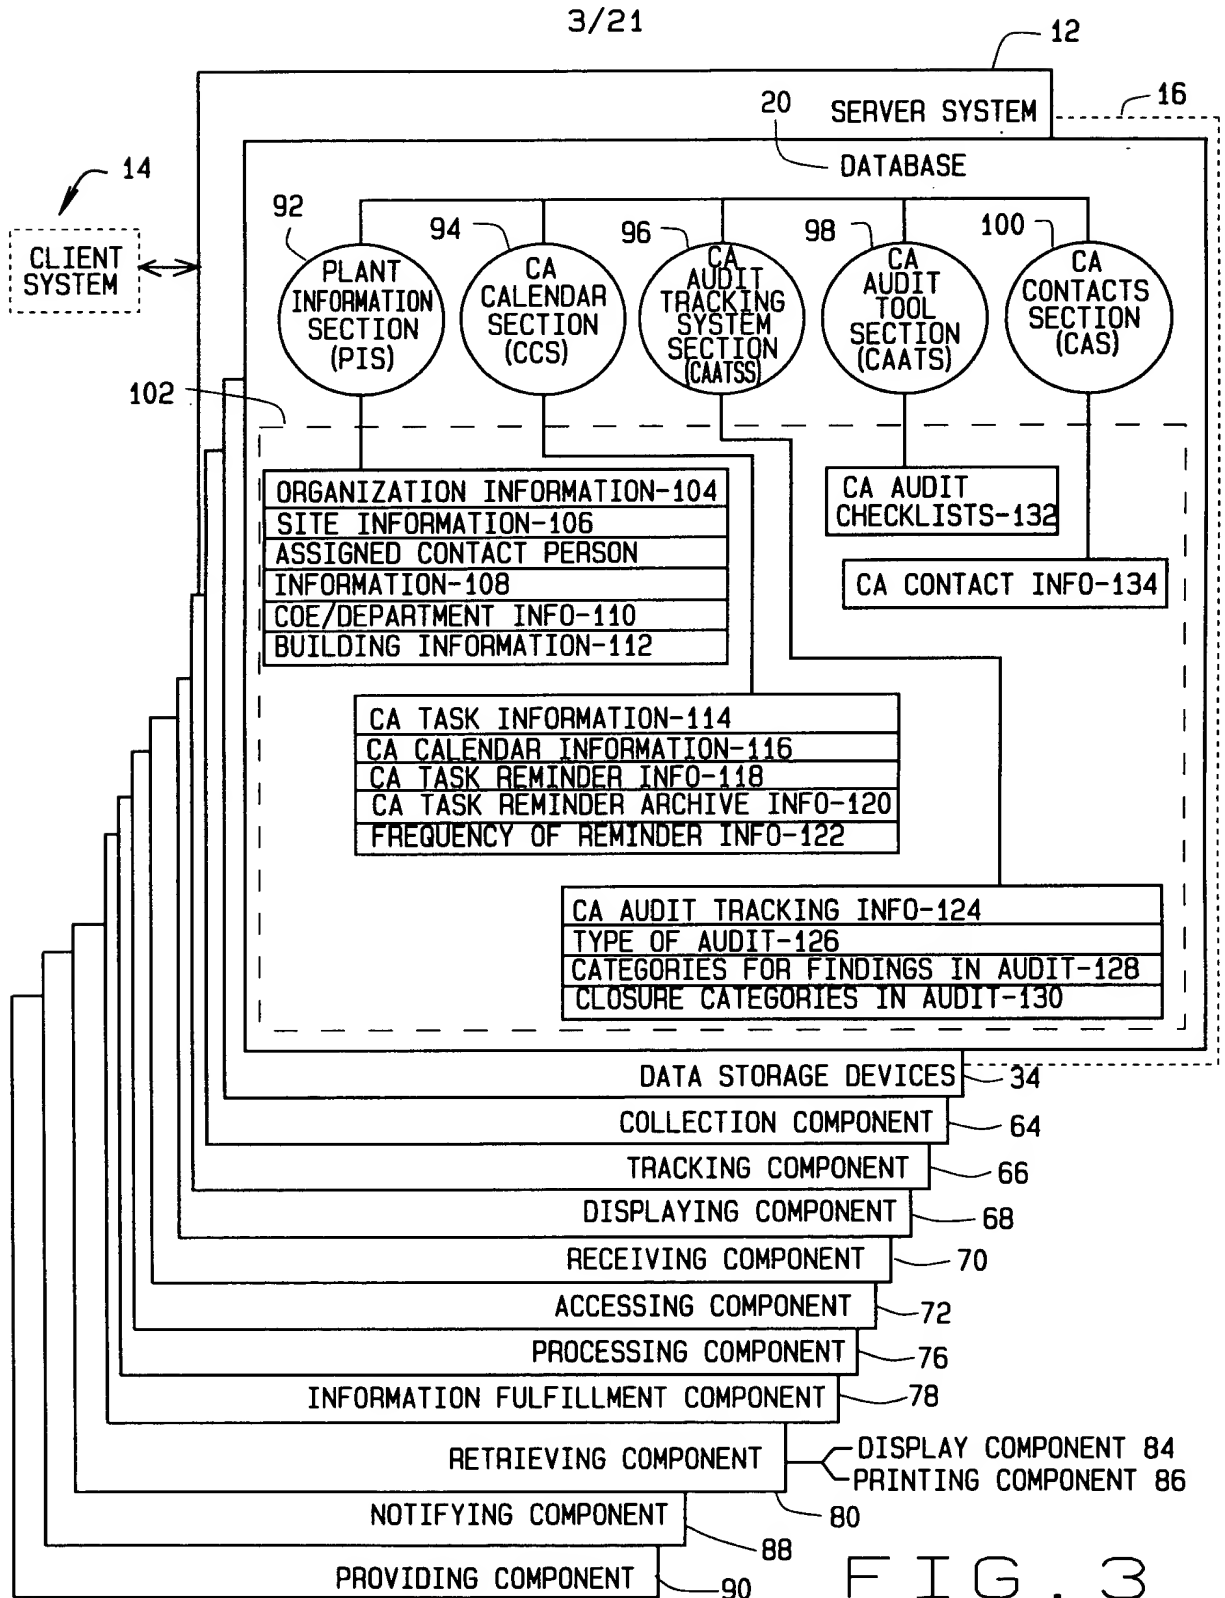 3/21
12
SERVER SYSTEM
16
20
DATABASE
14
CLIENT
SYSTEM
92
PLANT
INFORMATION
SECTION
(PIS)
94
CA
CALENDAR
SECTION
(CCS)
96
CA
AUDIT
TRACKING
SYSTEM
SECTION
(CAATSS)
98
CA
AUDIT
TOOL
SECTION
(CAATS)
100
CA
CONTACTS
SECTION
(CAS)
102
ORGANIZATION INFORMATION-104
SITE INFORMATION-106
ASSIGNED CONTACT PERSON
INFORMATION-108
COE/DEPARTMENT INFO-110
BUILDING INFORMATION-112
CA AUDIT
CHECKLISTS-132
CA CONTACT INFO-134
CA TASK INFORMATION-114
CA CALENDAR INFORMATION-116
CA TASK REMINDER INFO-118
CA TASK REMINDER ARCHIVE INFO-120
FREQUENCY OF REMINDER INFO-122
CA AUDIT TRACKING INFO-124
TYPE OF AUDIT-126
CATEGORIES FOR FINDINGS IN AUDIT-128
CLOSURE CATEGORIES IN AUDIT-130
DATA STORAGE DEVICES 34
COLLECTION COMPONENT 64
TRACKING COMPONENT 66
DISPLAYING COMPONENT 68
RECEIVING COMPONENT 70
ACCESSING COMPONENT 72
PROCESSING COMPONENT 76
INFORMATION FULFILLMENT COMPONENT 78
RETRIEVING COMPONENT
DISPLAY COMPONENT 84
PRINTING COMPONENT 86
80
NOTIFYING COMPONENT
88
PROVIDING COMPONENT 90
FIG. 3